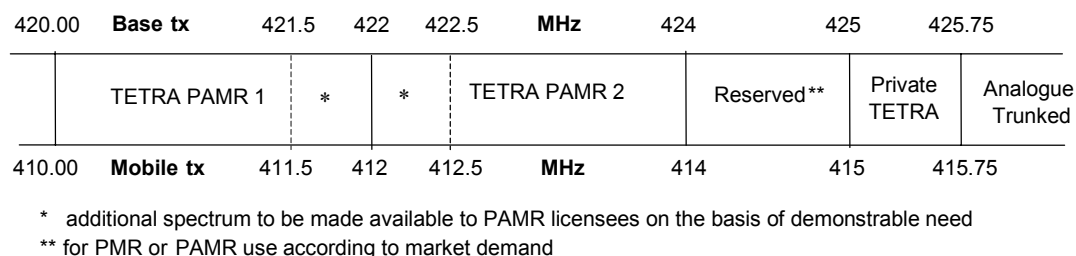 420.00 Base tx 421.5 422 422.5 MHz 424 425 425.75
TETRA PAMR 1 * * TETRA PAMR 2 Reserved** Private TETRA Analogue Trunked
410.00 Mobile tx 411.5 412 412.5 MHz 414 415 415.75
* additional spectrum to be made available to PAMR licensees on the basis of demonstrable need
** for PMR or PAMR use according to market demand